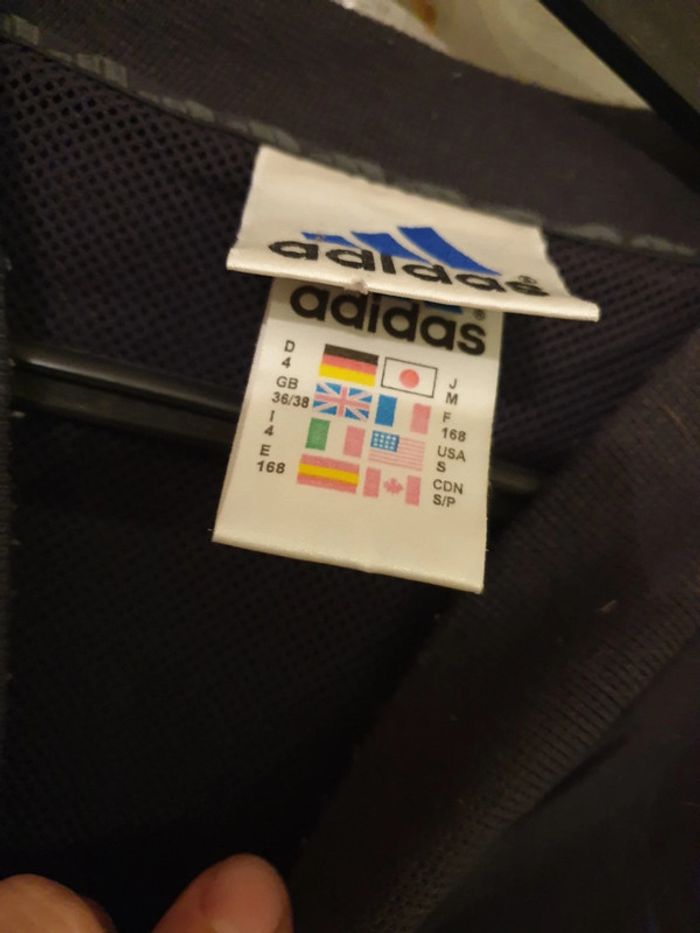 adidas®
adidas®
D
4
J
M
GB
36/38
F
168
I
4
USA
S
E
168
CDN
S/P